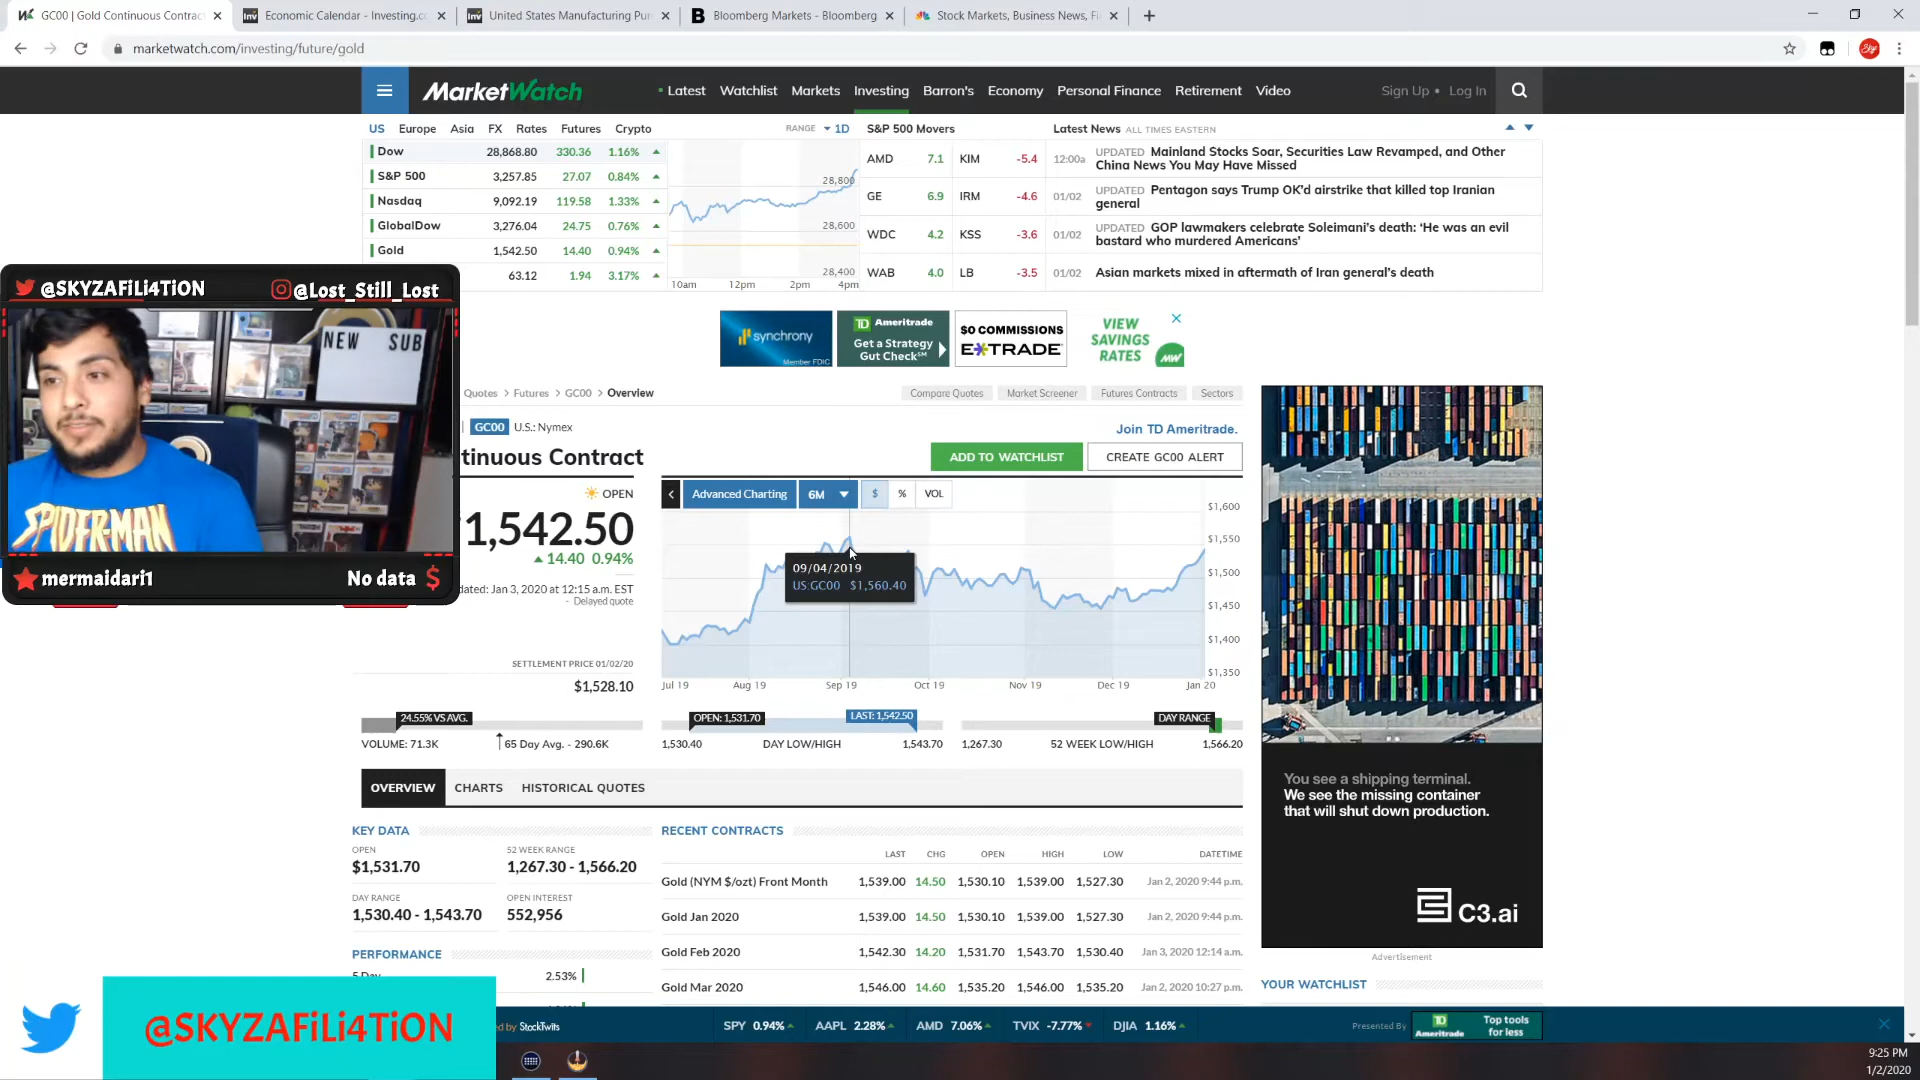 GC00 | Gold Continuous Contrac
Economic Calendar - Investing.co
United States Manufacturing Pur
Bloomberg Markets - Bloomberg
Stock Markets, Business News, Fi
marketwatch.com/investing/future/gold
MarketWatch
Latest Watchlist Markets Investing Barron's Economy Personal Finance Retirement Video
Sign Up • Log In
US Europe Asia FX Rates Futures Crypto
RANGE 1D
Dow 28,868.80 330.36 1.16%
S&P 500 3,257.85 27.07 0.84%
Nasdaq 9,092.19 119.58 1.33%
GlobalDow 3,276.04 24.75 0.76%
Gold 1,542.50 14.40 0.94%
63.12 1.94 3.17%
28,800
28,600
28,400
10am 12pm 2pm 4pm
S&P 500 Movers
AMD 7.1 KIM -5.4
GE 6.9 IRM -4.6
WDC 4.2 KSS -3.6
WAB 4.0 LB -3.5
Latest News ALL TIMES EASTERN
12:00a UPDATED Mainland Stocks Soar, Securities Law Revamped, and Other
China News You May Have Missed
01/02 UPDATED Pentagon says Trump OK'd airstrike that killed top Iranian
general
01/02 UPDATED GOP lawmakers celebrate Soleimani's death: 'He was an evil
bastard who murdered Americans'
01/02 Asian markets mixed in aftermath of Iran general's death
@SKYZAFiLi4TiON
@Lost_Still_Lost
NEW SUB
SPIDER-MAN
mermaidari1
No data $
synchrony
Member FDIC
TD Ameritrade
Get a Strategy
Gut Check SM
$0 COMMISSIONS
E*TRADE
VIEW
SAVINGS
RATES
MW
Quotes > Futures > GC00 > Overview
Compare Quotes Market Screener Futures Contracts Sectors
GC00 U.S.: Nymex
Join TD Ameritrade.
tinuous Contract
ADD TO WATCHLIST
CREATE GC00 ALERT
OPEN
1,542.50
14.40 0.94%
dated: Jan 3, 2020 at 12:15 a.m. EST
- Delayed quote
SETTLEMENT PRICE 01/02/20
$1,528.10
Advanced Charting 6M $ % VOL
09/04/2019
US:GC00 $1,560.40
$1,600
$1,550
$1,500
$1,450
$1,400
$1,350
Jul 19 Aug 19 Sep 19 Oct 19 Nov 19 Dec 19 Jan 20
24.55% VS AVG.
VOLUME: 71.3K 65 Day Avg. - 290.6K
OPEN: 1,531.70 LAST: 1,542.50
1,530.40 DAY LOW/HIGH 1,543.70
DAY RANGE
1,267.30 52 WEEK LOW/HIGH 1,566.20
OVERVIEW CHARTS HISTORICAL QUOTES
KEY DATA
OPEN
$1,531.70
52 WEEK RANGE
1,267.30 - 1,566.20
DAY RANGE
1,530.40 - 1,543.70
OPEN INTEREST
552,956
PERFORMANCE
5 Day 2.53%
RECENT CONTRACTS
LAST CHG OPEN HIGH LOW DATETIME
Gold (NYM $/ozt) Front Month 1,539.00 14.50 1,530.10 1,539.00 1,527.30 Jan 2, 2020 9:44 p.m.
Gold Jan 2020 1,539.00 14.50 1,530.10 1,539.00 1,527.30 Jan 2, 2020 9:44 p.m.
Gold Feb 2020 1,542.30 14.20 1,531.70 1,543.70 1,530.40 Jan 3, 2020 12:14 a.m.
Gold Mar 2020 1,546.00 14.60 1,535.20 1,546.00 1,535.20 Jan 2, 2020 10:27 p.m.
You see a shipping terminal.
We see the missing container
that will shut down production.
C3.ai
Advertisement
YOUR WATCHLIST
@SKYZAFiLi4TiON
ed by StockTwits
SPY 0.94% AAPL 2.28% AMD 7.06% TVIX -7.77% DJIA 1.16%
Presented By
TD Ameritrade
Top tools
for less
9:25 PM
1/2/2020